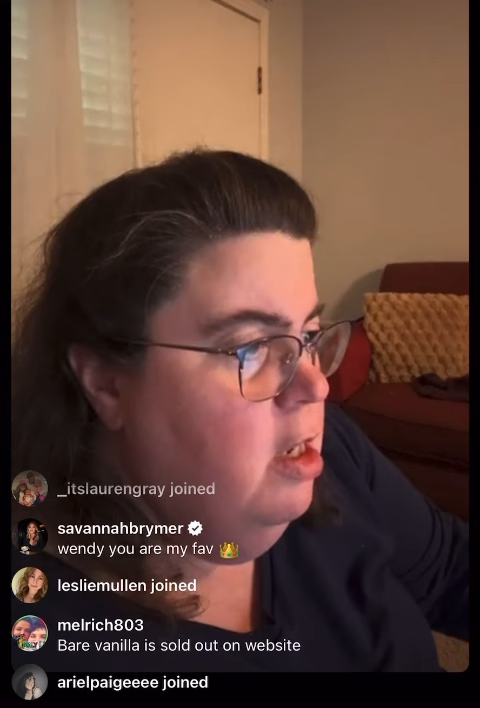 _itslaurengray joined
savannahbrymer
wendy you are my fav 👑
lesliemullen joined
melrich803
Bare vanilla is sold out on website
arielpaigeeee joined